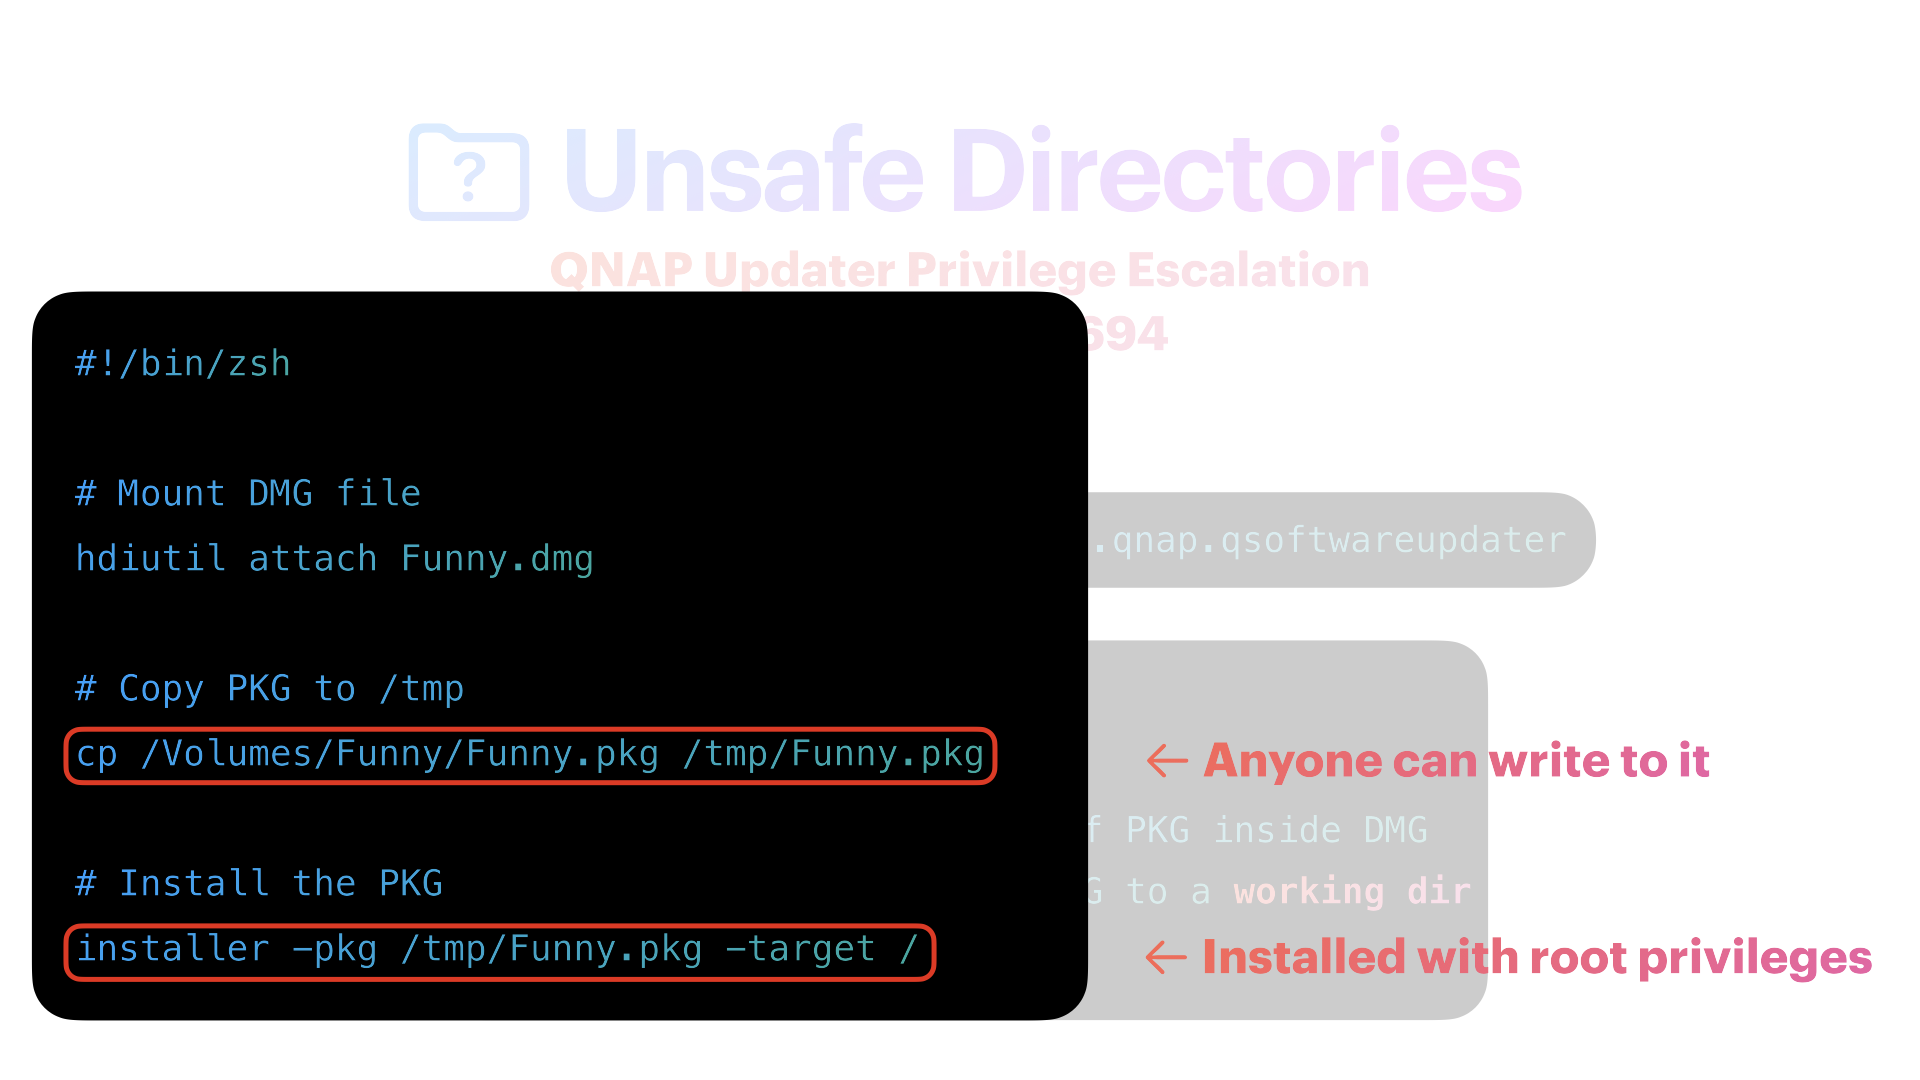 Unsafe Directories
QNAP Updater Privilege Escalation
694
#!/bin/zsh
# Mount DMG file
hdiutil attach Funny.dmg
.qnap.qsoftwareupdater
# Copy PKG to /tmp
cp /Volumes/Funny/Funny.pkg /tmp/Funny.pkg
← Anyone can write to it
PKG inside DMG
# Install the PKG
to a working dir
installer -pkg /tmp/Funny.pkg -target /
← Installed with root privileges